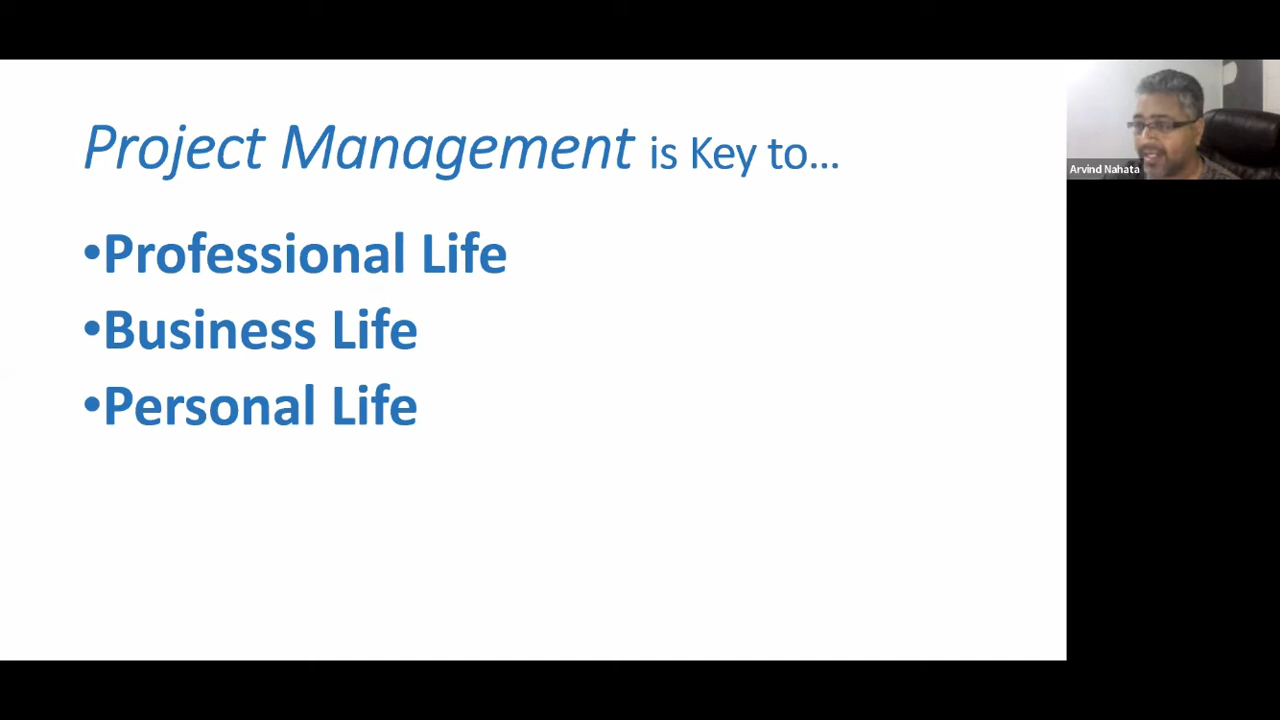 Project Management is Key to...
•Professional Life
•Business Life
•Personal Life
Arvind Nahata